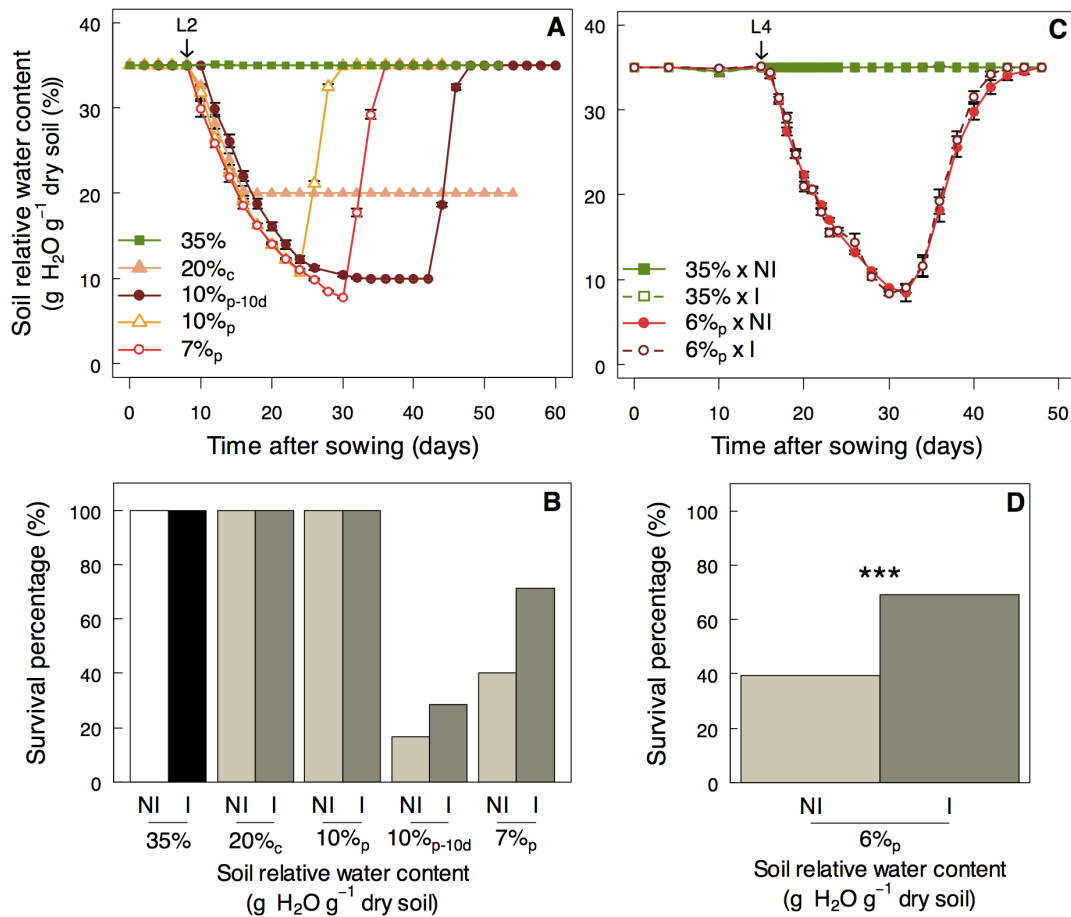 A
L2
40
30
20
10
0
Soil relative water content
(g H₂O g⁻¹ dry soil (%))
35%
20%c
10%p-10d
10%p
7%p
0 10 20 30 40 50 60
Time after sowing (days)
C
L4
40
30
20
10
0
35% x NI
35% x I
6%p x NI
6%p x I
0 10 20 30 40 50
Time after sowing (days)
B
100
80
60
40
20
0
Survival percentage (%)
NI I NI I NI I NI I NI I
35% 20%c 10%p 10%p-10d 7%p
Soil relative water content
(g H₂O g⁻¹ dry soil)
D
100
80
60
40
20
0
Survival percentage (%)
***
NI I
6%p
Soil relative water content
(g H₂O g⁻¹ dry soil)